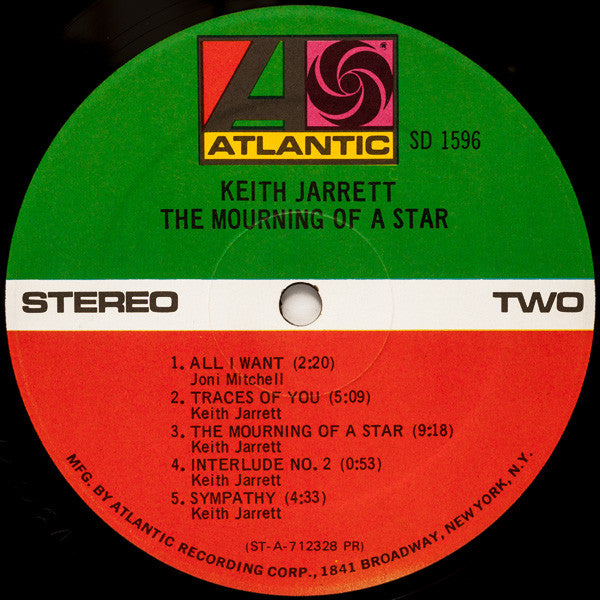 ATLANTIC
®
SD 1596
KEITH JARRETT
THE MOURNING OF A STAR
STEREO
TWO
1. ALL I WANT (2:20)
Joni Mitchell
2. TRACES OF YOU (5:09)
Keith Jarrett
3. THE MOURNING OF A STAR (9:18)
Keith Jarrett
4. INTERLUDE NO. 2 (0:53)
Keith Jarrett
5. SYMPATHY (4:33)
Keith Jarrett
(ST-A-712328 PR)
MFG. BY ATLANTIC RECORDING CORP., 1841 BROADWAY, NEW YORK, N.Y.